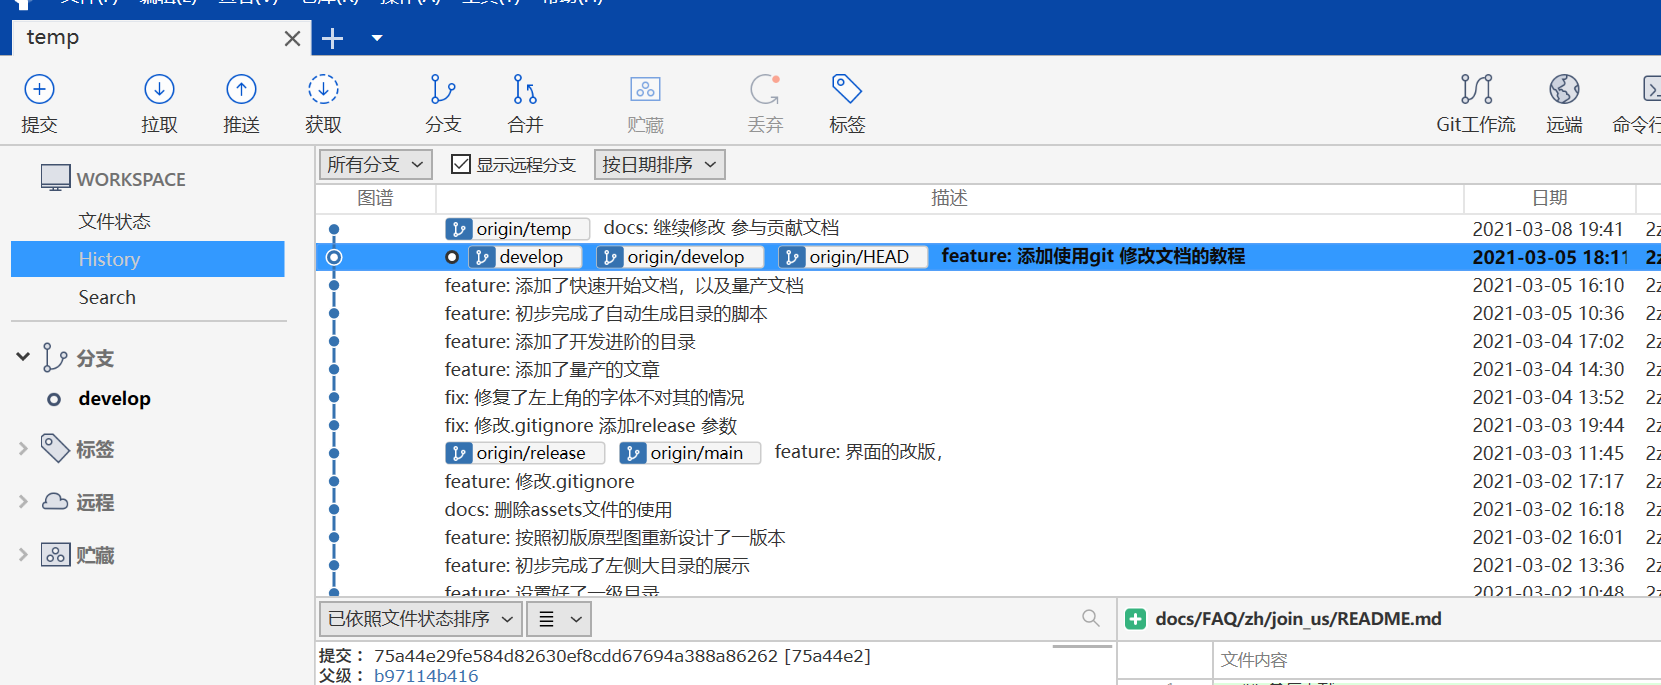 temp
提交 拉取 推送 获取 分支 合并 贮藏 丢弃 标签 Git工作流 远端 命令行
WORKSPACE
文件状态
History
Search
分支
develop
标签
远程
贮藏
所有分支 显示远程分支 按日期排序
图谱 描述 日期
origin/temp docs: 继续修改 参与贡献文档 2021-03-08 19:41
develop origin/develop origin/HEAD feature: 添加使用git 修改文档的教程 2021-03-05 18:11
feature: 添加了快速开始文档，以及量产文档 2021-03-05 16:10
feature: 初步完成了自动生成目录的脚本 2021-03-05 10:36
feature: 添加了开发进阶的目录 2021-03-04 17:02
feature: 添加了量产的文章 2021-03-04 14:30
fix: 修复了左上角的字体不对其的情况 2021-03-04 13:52
fix: 修改.gitignore 添加release 参数 2021-03-03 19:44
origin/release origin/main feature: 界面的改版， 2021-03-03 11:45
feature: 修改.gitignore 2021-03-02 17:17
docs: 删除assets文件的使用 2021-03-02 16:18
feature: 按照初版原型图重新设计了一版本 2021-03-02 16:01
feature: 初步完成了左侧大目录的展示 2021-03-02 13:36
feature: 设置好了一级目录 2021-03-02 10:48
已依照文件状态排序
提交： 75a44e29fe584d82630ef8cdd67694a388a86262 [75a44e2]
父级： b97114b416
docs/FAQ/zh/join_us/README.md
文件内容